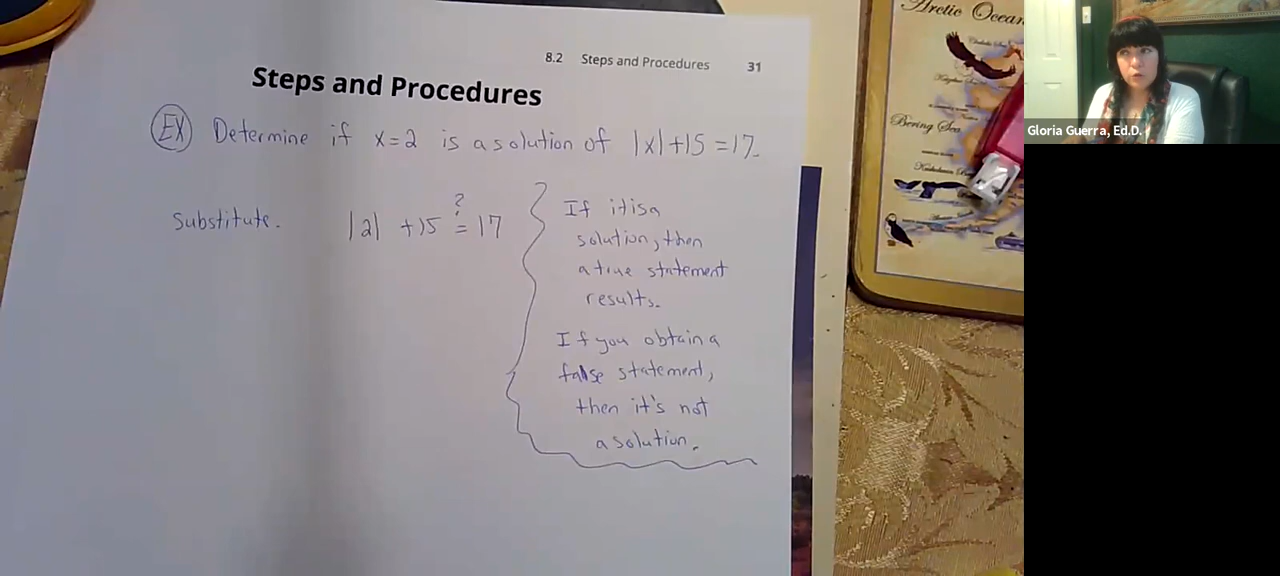 8.2 Steps and Procedures 31
Steps and Procedures
EX Determine if x=2 is a solution of |x|+15=17.
Substitute. |2| +15 ≟ 17
If it is a
solution, then
a true statement
results.
If you obtain a
false statement,
then it's not
a solution.
Arctic Ocean
Bering Sea
Gloria Guerra, Ed.D.